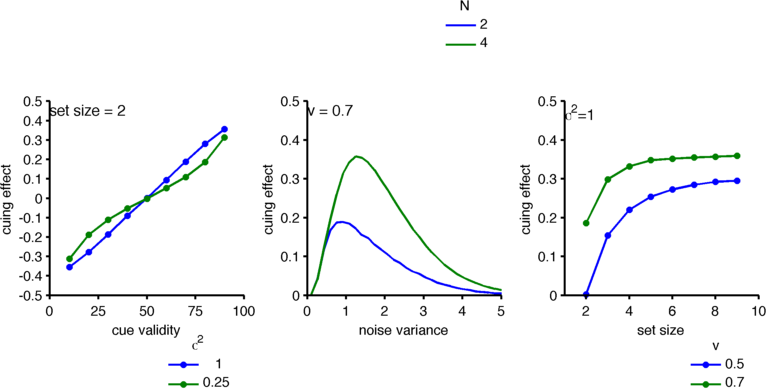 N
2
4
set size = 2
0.5
0.4
0.3
0.2
0.1
0
-0.1
-0.2
-0.3
-0.4
-0.5
cuing effect
0 25 50 75 100
cue validity
σ²
1
0.25
v = 0.7
0.5
0.4
0.3
0.2
0.1
0
cuing effect
0 1 2 3 4 5
noise variance
σ²=1
0.5
0.4
0.3
0.2
0.1
0
cuing effect
2 4 6 8 10
set size
v
0.5
0.7